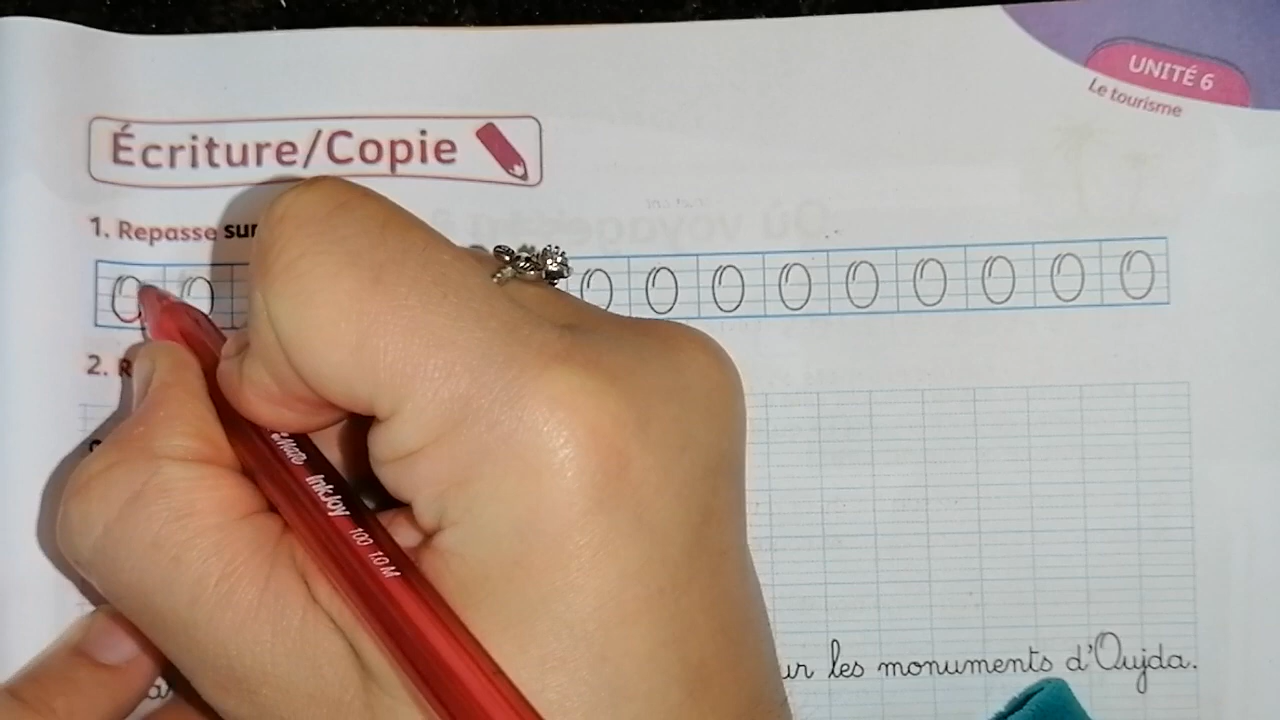 UNITÉ 6
Le tourisme
Écriture/Copie
1. Repasse sur
O O O O O O O O O O O
2. R
InkJoy 100 1.0 M
ur les monuments d'Oujda.